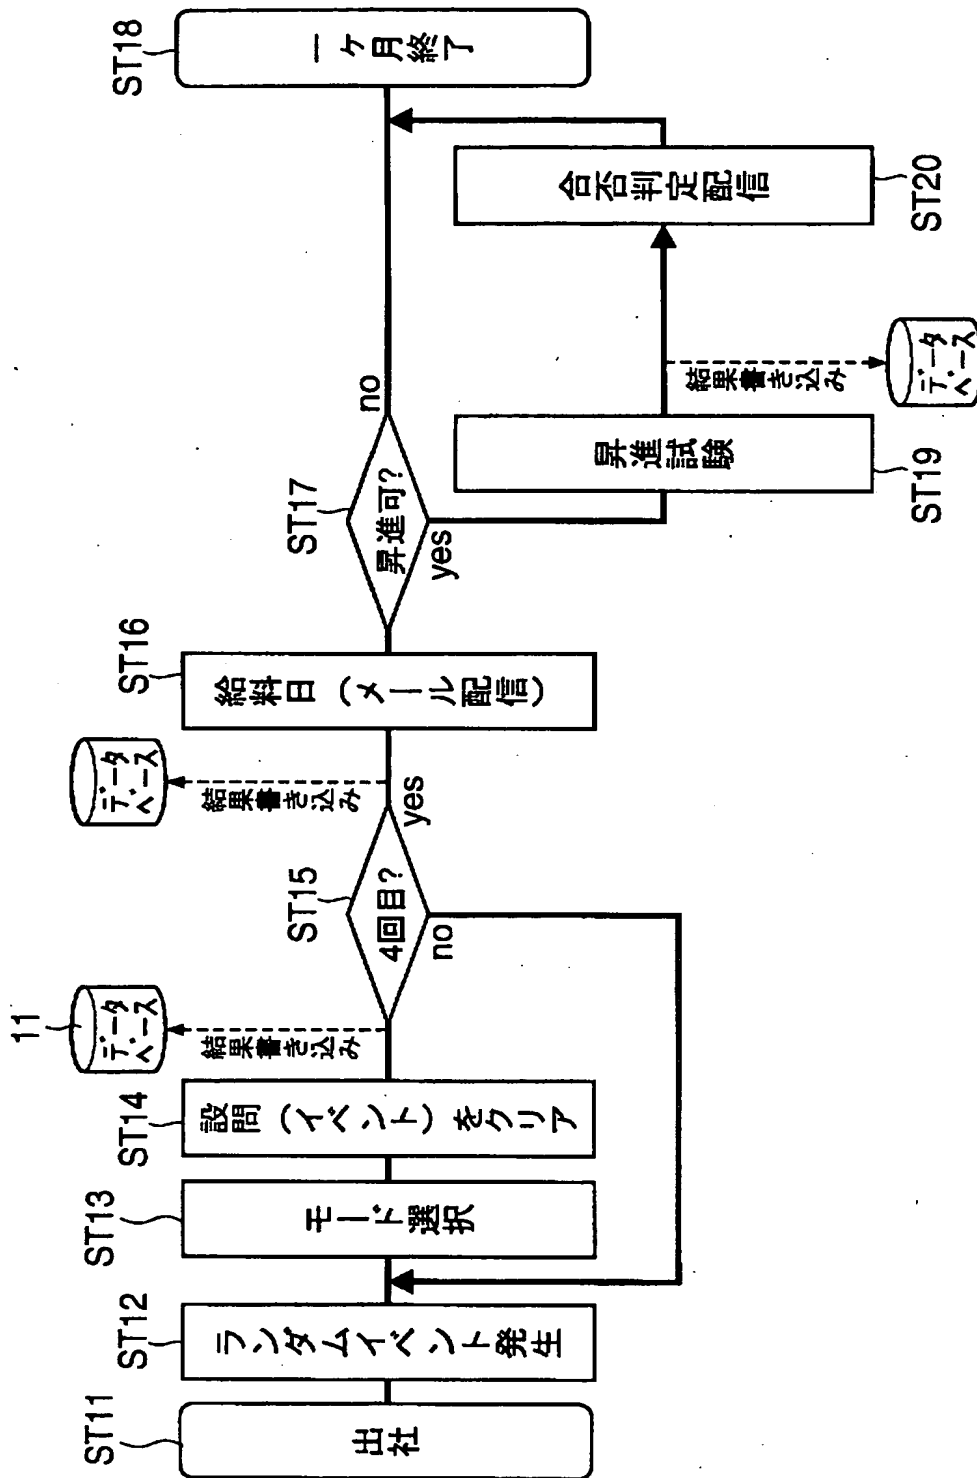 ST11
出社
ST12
ランダムイベント発生
ST13
モード選択
ST14
設問（イベント）をクリア
11
データ
ベース
結果書き込み
ST15
4回目?
no
yes
データ
ベース
結果書き込み
ST16
給料日（メール配信）
ST17
昇進可?
yes
no
ST18
一ヶ月終了
ST19
昇進試験
結果書き込み
データ
ベース
ST20
合否判定配信